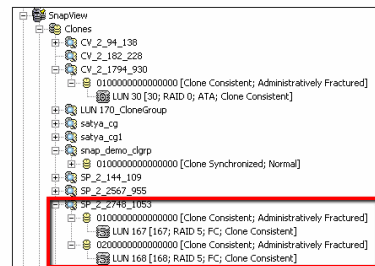 SnapView
Clones
CV_2_94_138
CV_2_182_228
CV_2_1794_930
0100000000000000 [Clone Consistent; Administratively Fractured]
LUN 30 [30; RAID 0; ATA; Clone Consistent]
LUN 170_CloneGroup
satya_cg
satya_cg1
snap_demo_clgrp
0100000000000000 [Clone Synchronized; Normal]
SP_2_144_109
SP_2_2567_955
SP_2_2748_1053
0100000000000000 [Clone Consistent; Administratively Fractured]
LUN 167 [167; RAID 5; FC; Clone Consistent]
0200000000000000 [Clone Consistent; Administratively Fractured]
LUN 168 [168; RAID 5; FC; Clone Consistent]